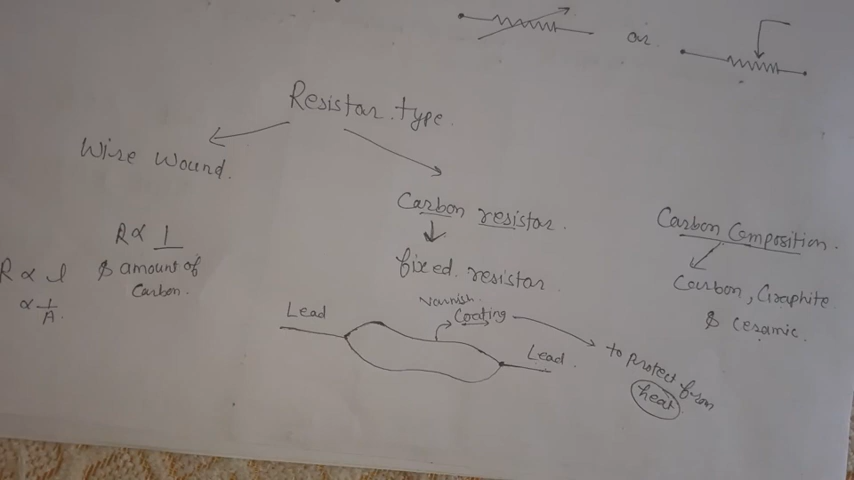 or
Resistor type.
Wire Wound.
Carbon resistor.
fixed resistor
Carbon Composition.
Carbon, Graphite
& ceramic.
R ∝ 1
& amount of
Carbon.
R ∝ l
∝ 1/A.
Varnish
Coating
Lead
Lead.
to protect from
heat